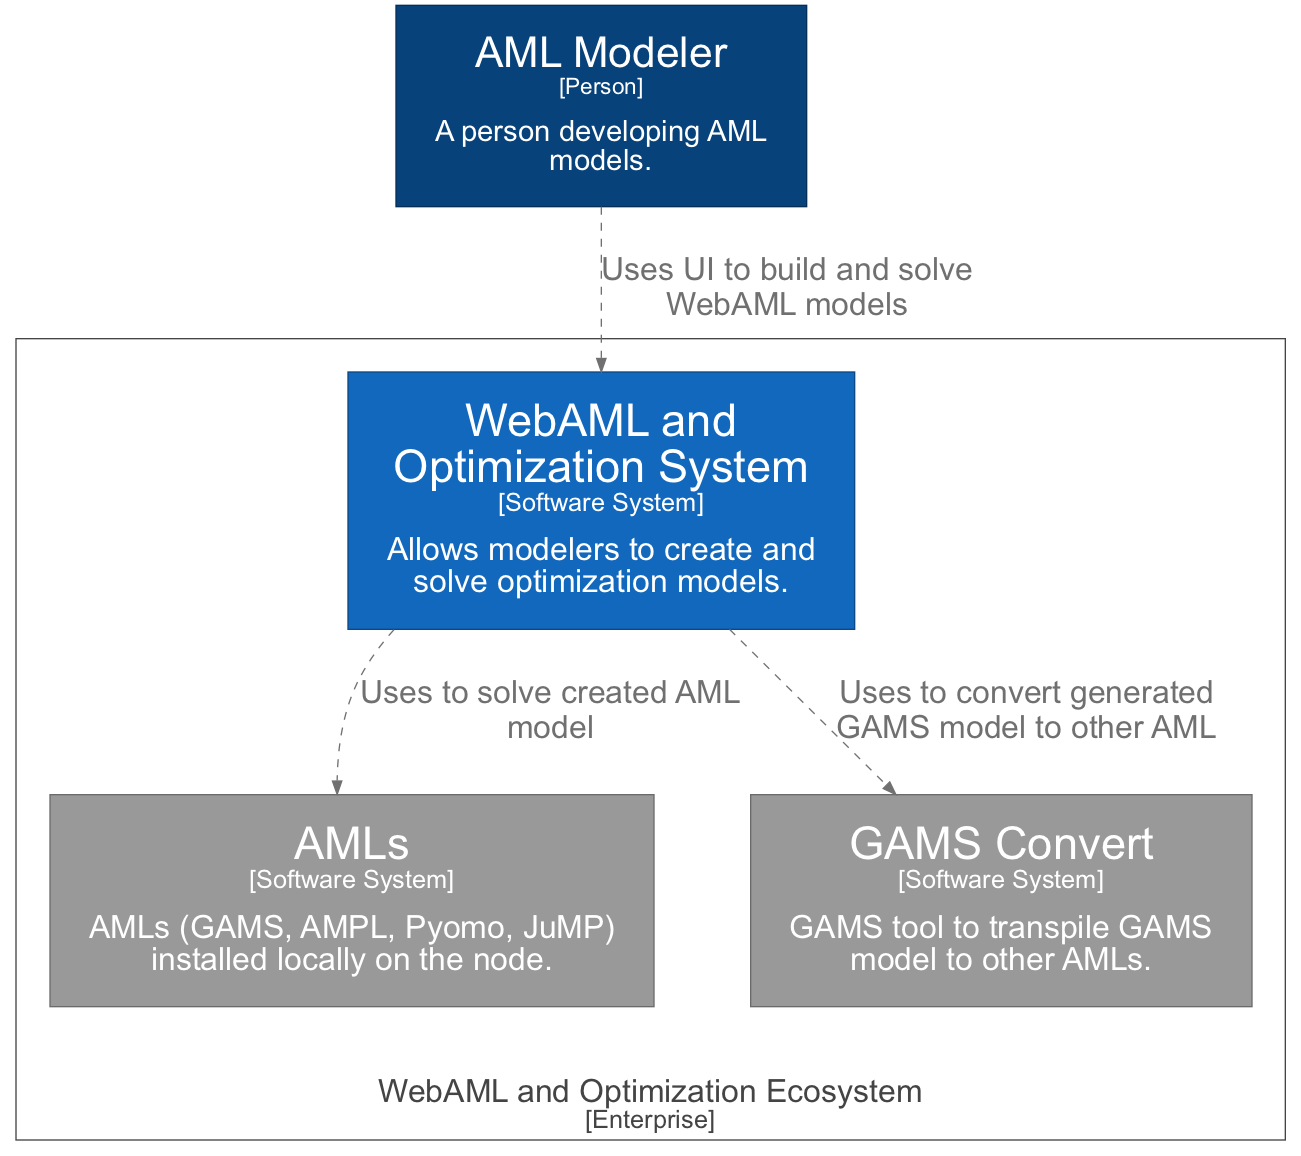 AML Modeler
[Person]
A person developing AML
models.
Uses UI to build and solve
WebAML models
WebAML and
Optimization System
[Software System]
Allows modelers to create and
solve optimization models.
Uses to solve created AML
model
Uses to convert generated
GAMS model to other AML
AMLs
[Software System]
AMLs (GAMS, AMPL, Pyomo, JuMP)
installed locally on the node.
GAMS Convert
[Software System]
GAMS tool to transpile GAMS
model to other AMLs.
WebAML and Optimization Ecosystem
[Enterprise]